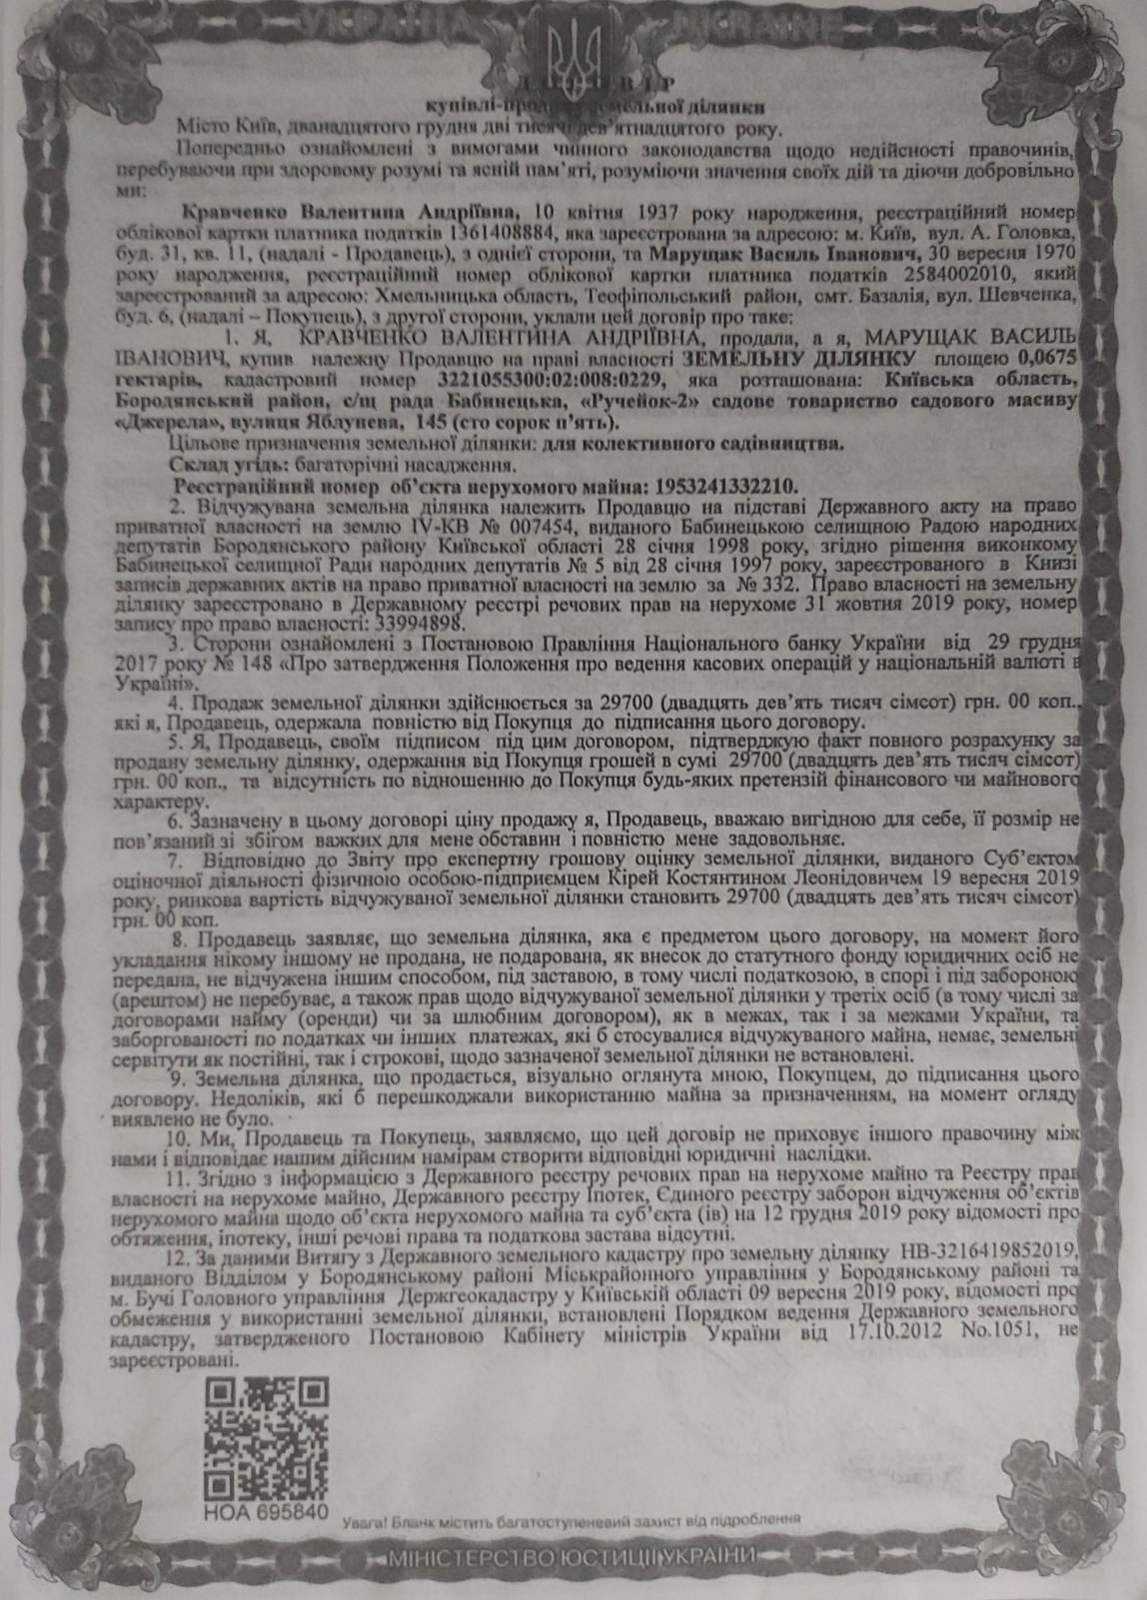 УКРАЇНА UKRAINE
купівлі-продажу земельної ділянки
Місто Київ, дванадцятого грудня дві тисячі дев’ятнадцятого року.
Попередньо ознайомлені з вимогами чинного законодавства щодо недійсності правочинів,
перебуваючи при здоровому розумі та ясній пам’яті, розуміючи значення своїх дій та діючи добровільно
ми:
Кравченко Валентина Андріївна, 10 квітня 1937 року народження, реєстраційний номер
облікової картки платника податків 1361408884, яка зареєстрована за адресою: м. Київ, вул. А. Головка,
буд. 31, кв. 11, (надалі - Продавець), з однієї сторони, та Марущак Василь Іванович, 30 вересня 1970
року народження, реєстраційний номер облікової картки платника податків 2584002010, який
зареєстрований за адресою: Хмельницька область, Теофіпольський район, смт. Базалія, вул. Шевченка,
буд. 6, (надалі – Покупець), з другої сторони, уклали цей договір про таке:
1. Я, КРАВЧЕНКО ВАЛЕНТИНА АНДРІЇВНА, продала, а я, МАРУЩАК ВАСИЛЬ
ІВАНОВИЧ, купив належну Продавцю на праві власності ЗЕМЕЛЬНУ ДІЛЯНКУ площею 0,0675
гектарів, кадастровий номер 3221055300:02:008:0229, яка розташована: Київська область,
Бородянський район, с/щ рада Бабинецька, «Ручейок-2» садове товариство садового масиву
«Джерела», вулиця Яблунева, 145 (сто сорок п’ять).
Цільове призначення земельної ділянки: для колективного садівництва.
Склад угідь: багаторічні насадження.
Реєстраційний номер об’єкта нерухомого майна: 1953241332210.
2. Відчужувана земельна ділянка належить Продавцю на підставі Державного акту на право
приватної власності на землю IV-КВ № 007454, виданого Бабинецькою селищною Радою народних
депутатів Бородянського району Київської області 28 січня 1998 року, згідно рішення виконкому
Бабинецької селищної Ради народних депутатів № 5 від 28 січня 1997 року, зареєстрованого в Книзі
записів державних актів на право приватної власності на землю за № 332. Право власності на земельну
ділянку зареєстровано в Державному реєстрі речових прав на нерухоме 31 жовтня 2019 року, номер
запису про право власності: 33994898.
3. Сторони ознайомлені з Постановою Правління Національного банку України від 29 грудня
2017 року № 148 «Про затвердження Положення про ведення касових операцій у національній валюті в
Україні».
4. Продаж земельної ділянки здійснюється за 29700 (двадцять дев’ять тисяч сімсот) грн. 00 коп.,
які я, Продавець, одержала повністю від Покупця до підписання цього договору.
5. Я, Продавець, своїм підписом під цим договором, підтверджую факт повного розрахунку за
продану земельну ділянку, одержання від Покупця грошей в сумі 29700 (двадцять дев’ять тисяч сімсот)
грн. 00 коп., та відсутність по відношенню до Покупця будь-яких претензій фінансового чи майнового
характеру.
6. Зазначену в цьому договорі ціну продажу я, Продавець, вважаю вигідною для себе, її розмір не
пов’язаний зі збігом важких для мене обставин і повністю мене задовольняє.
7. Відповідно до Звіту про експертну грошову оцінку земельної ділянки, виданого Суб’єктом
оціночної діяльності фізичною особою-підприємцем Кірей Костянтином Леонідовичем 19 вересня 2019
року, ринкова вартість відчужуваної земельної ділянки становить 29700 (двадцять дев’ять тисяч сімсот)
грн. 00 коп.
8. Продавець заявляє, що земельна ділянка, яка є предметом цього договору, на момент його
укладання нікому іншому не продана, не подарована, як внесок до статутного фонду юридичних осіб не
передана, не відчужена іншим способом, під заставою, в тому числі податковою, в спорі і під забороною
(арештом) не перебуває, а також прав щодо відчужуваної земельної ділянки у третіх осіб (в тому числі за
договорами найму (оренди) чи за шлюбним договором), як в межах, так і за межами України, та
заборгованості по податках чи інших платежах, які б стосувалися відчужуваного майна, немає, земельні
сервітути як постійні, так і строкові, щодо зазначеної земельної ділянки не встановлені.
9. Земельна ділянка, що продається, візуально оглянута мною, Покупцем, до підписання цього
договору. Недоліків, які б перешкоджали використанню майна за призначенням, на момент огляду
виявлено не було.
10. Ми, Продавець та Покупець, заявляємо, що цей договір не приховує іншого правочину між
нами і відповідає нашим дійсним намірам створити відповідні юридичні наслідки.
11. Згідно з інформацією з Державного реєстру речових прав на нерухоме майно та Реєстру прав
власності на нерухоме майно, Державного реєстру Іпотек, Єдиного реєстру заборон відчуження об’єктів
нерухомого майна щодо об’єкта нерухомого майна та суб’єкта (ів) на 12 грудня 2019 року відомості про
обтяження, іпотеку, інші речові права та податкова застава відсутні.
12. За даними Витягу з Державного земельного кадастру про земельну ділянку НВ-3216419852019,
виданого Відділом у Бородянському районі Міськрайонного управління у Бородянському районі та
м. Бучі Головного управління Держгеокадастру у Київській області 09 вересня 2019 року, відомості про
обмеження у використанні земельної ділянки, встановлені Порядком ведення Державного земельного
кадастру, затвердженого Постановою Кабінету міністрів України від 17.10.2012 No.1051, не
зареєстровані.
НОА 695840
Увага! Бланк містить багатоступеневий захист від підроблення
МІНІСТЕРСТВО ЮСТИЦІЇ УКРАЇНИ